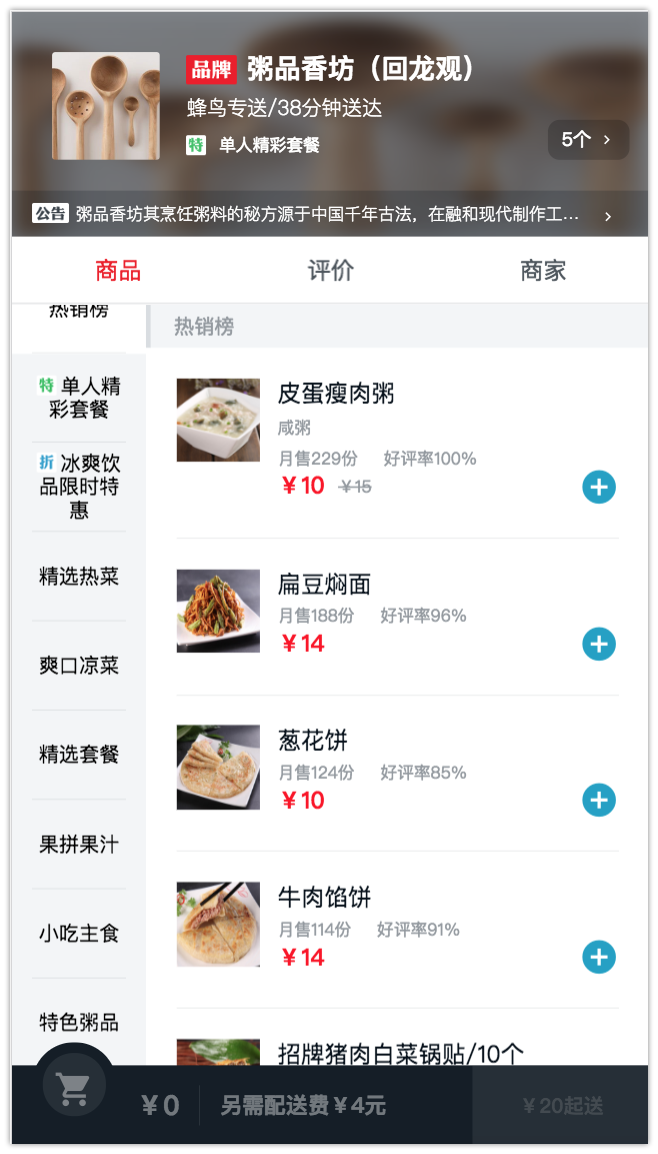 品牌 粥品香坊（回龙观）
蜂鸟专送/38分钟送达
特 单人精彩套餐
5个 >
公告 粥品香坊其烹饪粥料的秘方源于中国千年古法，在融和现代制作工... >
商品 评价 商家
热销榜
热销榜
特 单人精
彩套餐
折 冰爽饮
品限时特
惠
精选热菜
爽口凉菜
精选套餐
果拼果汁
小吃主食
特色粥品
皮蛋瘦肉粥
咸粥
月售229份 好评率100%
￥10 ￥15
扁豆焖面
月售188份 好评率96%
￥14
葱花饼
月售124份 好评率85%
￥10
牛肉馅饼
月售114份 好评率91%
￥14
招牌猪肉白菜锅贴/10个
￥0 另需配送费￥4元 ￥20起送